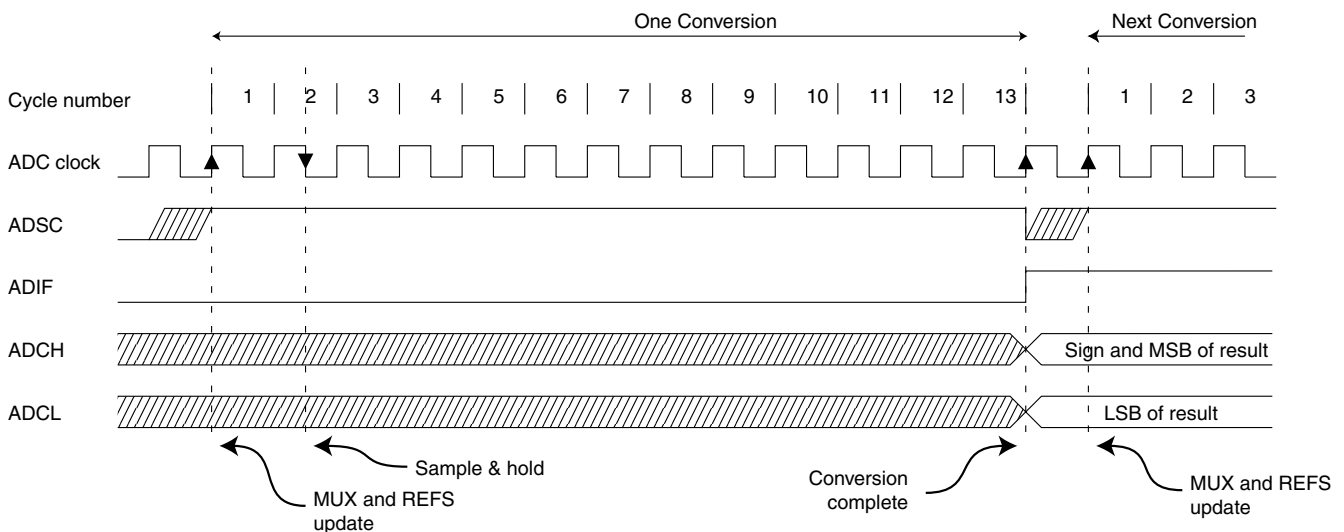 One Conversion
Next Conversion
Cycle number 1 2 3 4 5 6 7 8 9 10 11 12 13 1 2 3
ADC clock
ADSC
ADIF
ADCH
Sign and MSB of result
ADCL
LSB of result
Sample & hold
MUX and REFS
update
Conversion
complete
MUX and REFS
update